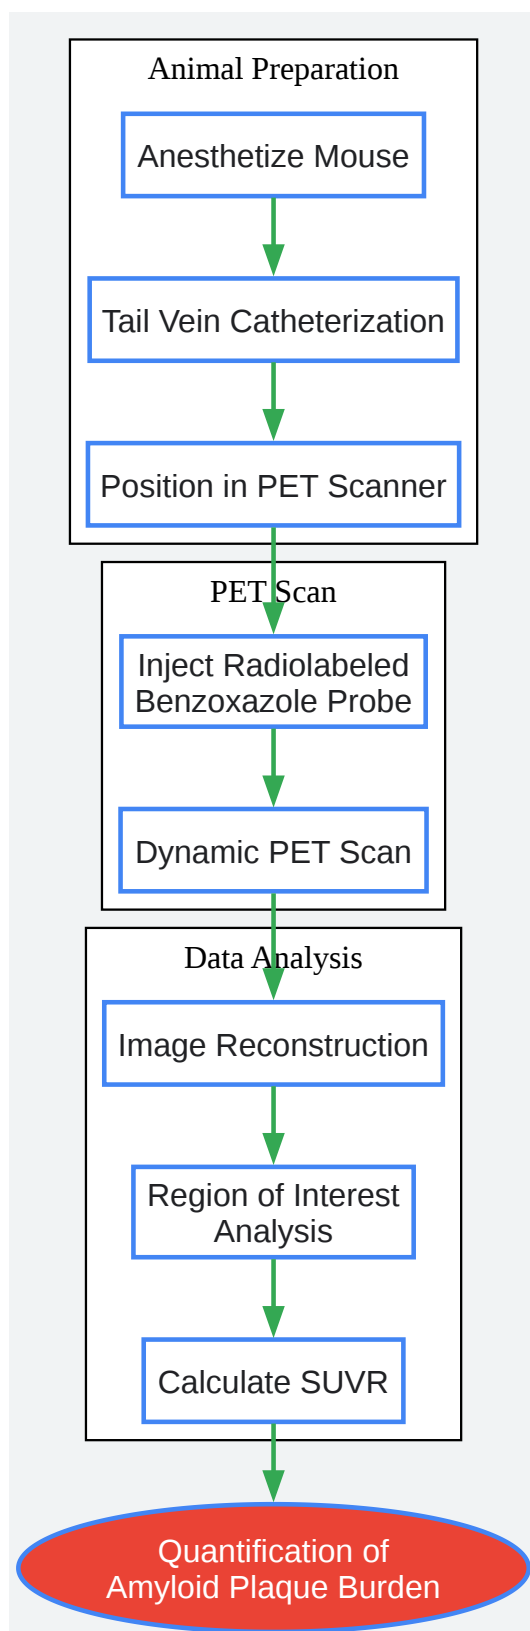 Animal Preparation
Anesthetize Mouse
Tail Vein Catheterization
Position in PET Scanner
PET Scan
Inject Radiolabeled
Benzoxazole Probe
Dynamic PET Scan
Data Analysis
Image Reconstruction
Region of Interest
Analysis
Calculate SUVR
Quantification of
Amyloid Plaque Burden